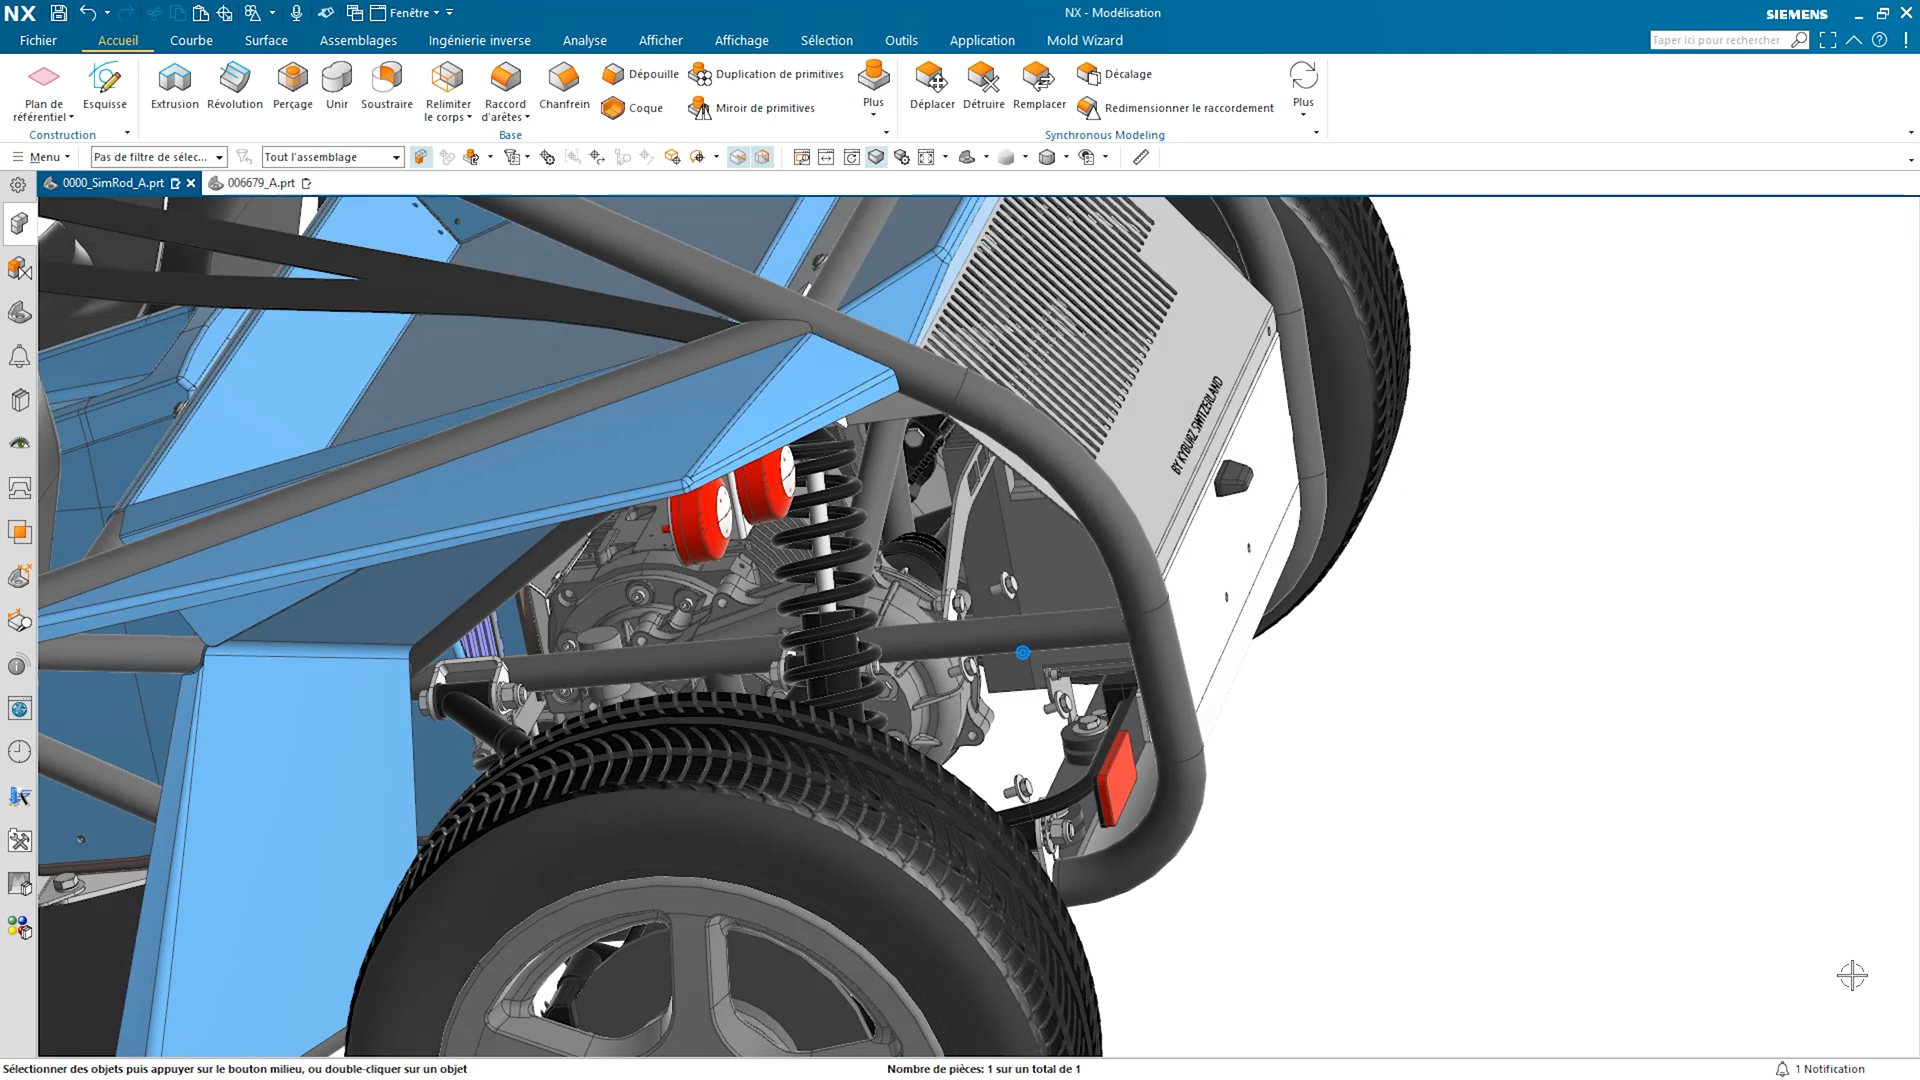 NX
Fenêtre
NX - Modélisation
SIEMENS
Fichier Accueil Courbe Surface Assemblages Ingénierie inverse Analyse Afficher Affichage Sélection Outils Application Mold Wizard
Taper ici pour rechercher
Plan de référentiel
Esquisse
Construction
Extrusion
Révolution
Perçage
Unir
Soustraire
Relimiter le corps
Raccord d'arêtes
Chanfrein
Dépouille
Coque
Duplication de primitives
Miroir de primitives
Plus
Base
Déplacer
Détruire
Remplacer
Décalage
Redimensionner le raccordement
Plus
Synchronous Modeling
Menu
Pas de filtre de sélec...
Tout l'assemblage
0000_SimRod_A.prt
006679_A.prt
BY KYBURZ SWITZERLAND
Sélectionner des objets puis appuyer sur le bouton milieu, ou double-cliquer sur un objet
Nombre de pièces: 1 sur un total de 1
1 Notification